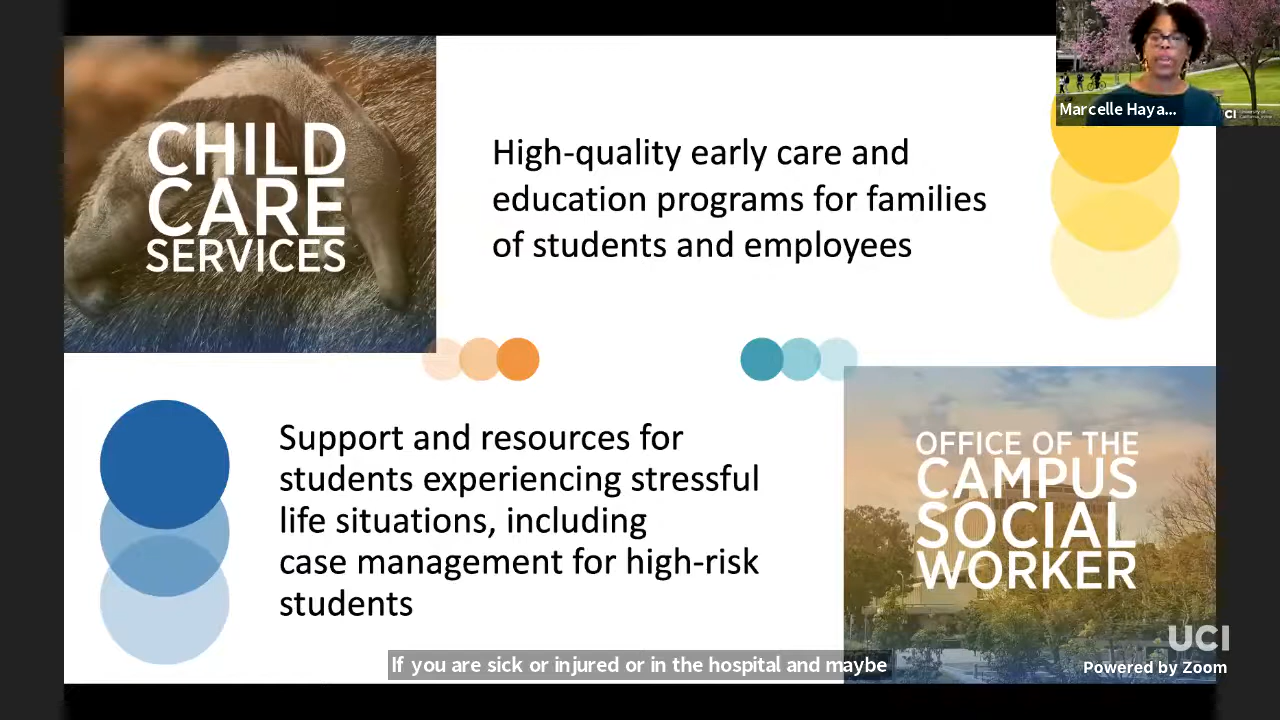 CHILD
CARE
SERVICES
High-quality early care and
education programs for families
of students and employees
Marcelle Haya...
Support and resources for
students experiencing stressful
life situations, including
case management for high-risk
students
OFFICE OF THE
CAMPUS
SOCIAL
WORKER
UCI
Powered by Zoom
If you are sick or injured or in the hospital and maybe